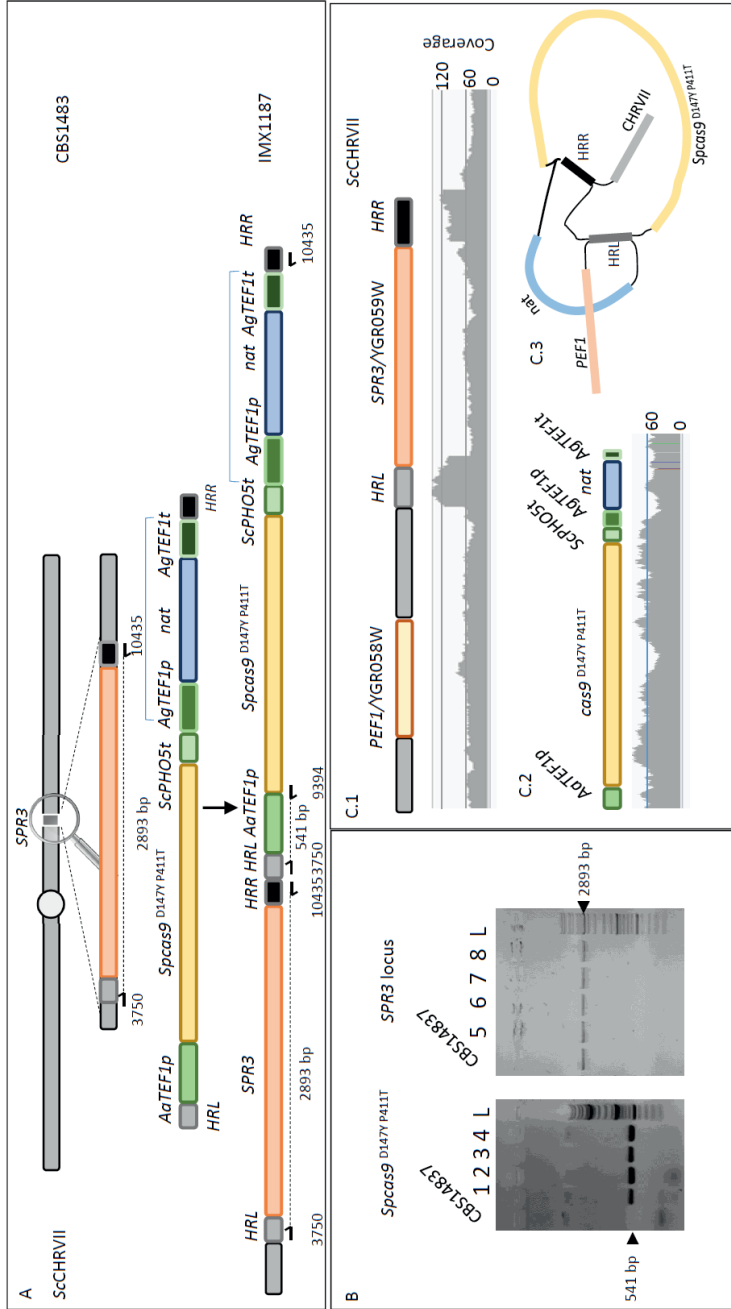 A
ScCHRVII
SPR3
CBS1483
3750
10435
2893 bp
AaTEF1p
Spcas9 D147Y P411T
ScPHO5t
AgTEF1p
nat
AgTEF1t
HRL
HRR
HRL
SPR3
HRR
HRL
AaTEF1p
Spcas9 D147Y P411T
ScPHO5t
AgTEF1p
nat
AgTEF1t
HRR
IMX1187
3750
2893 bp
10435
3750
541 bp
9394
10435
B
Spcas9 D147Y P411T
SPR3 locus
CBS14837
1 2 3 4 L
CBS14837
5 6 7 8 L
541 bp
2893 bp
C.1
PEF1/YGR058W
HRL
SPR3/YGR059W
HRR
ScCHRVII
Coverage
120
60
0
C.2
AaTEF1p
cas9 D147Y P411T
ScPHO5t
AgTEF1p
nat
AgTEF1t
60
0
C.3
PEF1
nat
HRL
HRR
CHRVII
Spcas9 D147Y P411T